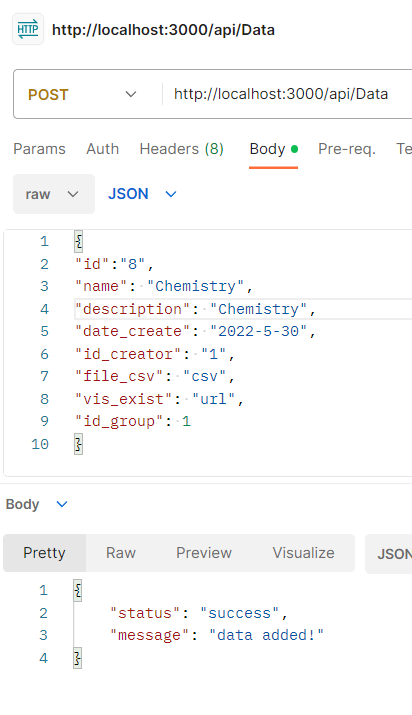 HTTP http://localhost:3000/api/Data
POST http://localhost:3000/api/Data
Params Auth Headers (8) Body Pre-req. Te
raw JSON
1 {
2 "id":"8",
3 "name": "Chemistry",
4 "description": "Chemistry",
5 "date_create": "2022-5-30",
6 "id_creator": "1",
7 "file_csv": "csv",
8 "vis_exist": "url",
9 "id_group": 1
10 }
Body
Pretty Raw Preview Visualize JSON
1 {
2 "status": "success",
3 "message": "data added!"
4 }